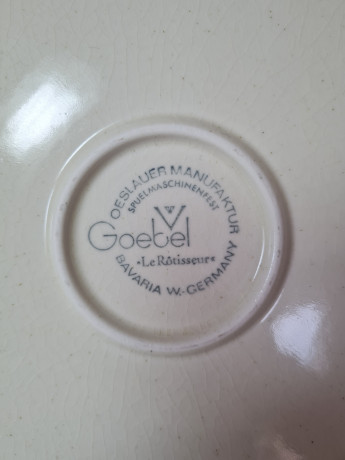 OESLAUER MANUFAKTUR
SPUELMASCHINENFEST
Goebel
"Le Rôtisseur"
BAVARIA W.-GERMANY